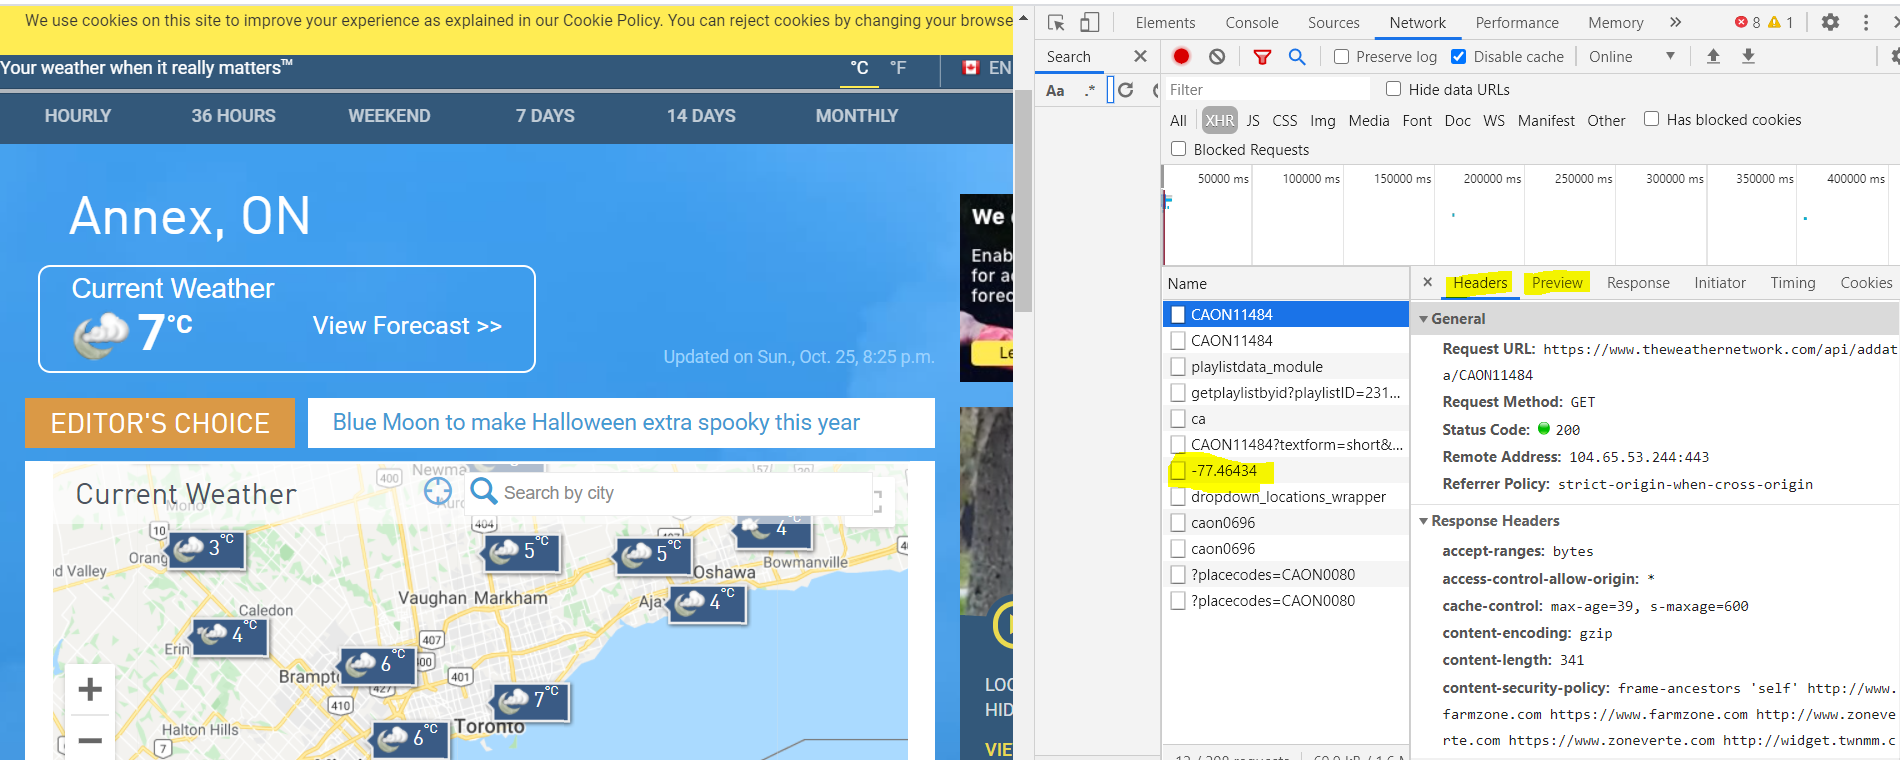 We use cookies on this site to improve your experience as explained in our Cookie Policy. You can reject cookies by changing your browse
Your weather when it really matters™
°C °F EN
HOURLY 36 HOURS WEEKEND 7 DAYS 14 DAYS MONTHLY
Annex, ON
Current Weather
7°C View Forecast >>
Updated on Sun., Oct. 25, 8:25 p.m.
We
Enab
for a
forec
Le
EDITOR'S CHOICE Blue Moon to make Halloween extra spooky this year
Current Weather
Search by city
Newma
400
57
10
404
407
Orang
nd Valley
3°C
5°C
5°C
4°C
Oshawa
Bowmanville
Vaughan Markham
Aja
4°C
Caledon
Erin
4°C
407
400
Brampt
6°C
427
401
410
7°C
Toronto
Halton Hills
7
6°C
+
−
LOC
HID
VIE
Elements Console Sources Network Performance Memory » 8 1
Search
Aa .*
Preserve log Disable cache Online
Filter Hide data URLs
All XHR JS CSS Img Media Font Doc WS Manifest Other Has blocked cookies
Blocked Requests
50000 ms 100000 ms 150000 ms 200000 ms 250000 ms 300000 ms 350000 ms 400000 ms
Name
CAON11484
CAON11484
playlistdata_module
getplaylistbyid?playlistID=231...
ca
CAON11484?textform=short&...
-77.46434
dropdown_locations_wrapper
caon0696
caon0696
?placecodes=CAON0080
?placecodes=CAON0080
× Headers Preview Response Initiator Timing Cookies
General
Request URL: https://www.theweathernetwork.com/api/addat
a/CAON11484
Request Method: GET
Status Code: 200
Remote Address: 104.65.53.244:443
Referrer Policy: strict-origin-when-cross-origin
Response Headers
accept-ranges: bytes
access-control-allow-origin: *
cache-control: max-age=39, s-maxage=600
content-encoding: gzip
content-length: 341
content-security-policy: frame-ancestors 'self' http://www.
farmzone.com https://www.farmzone.com http://www.zoneve
rte.com https://www.zoneverte.com http://widget.twnmm.c